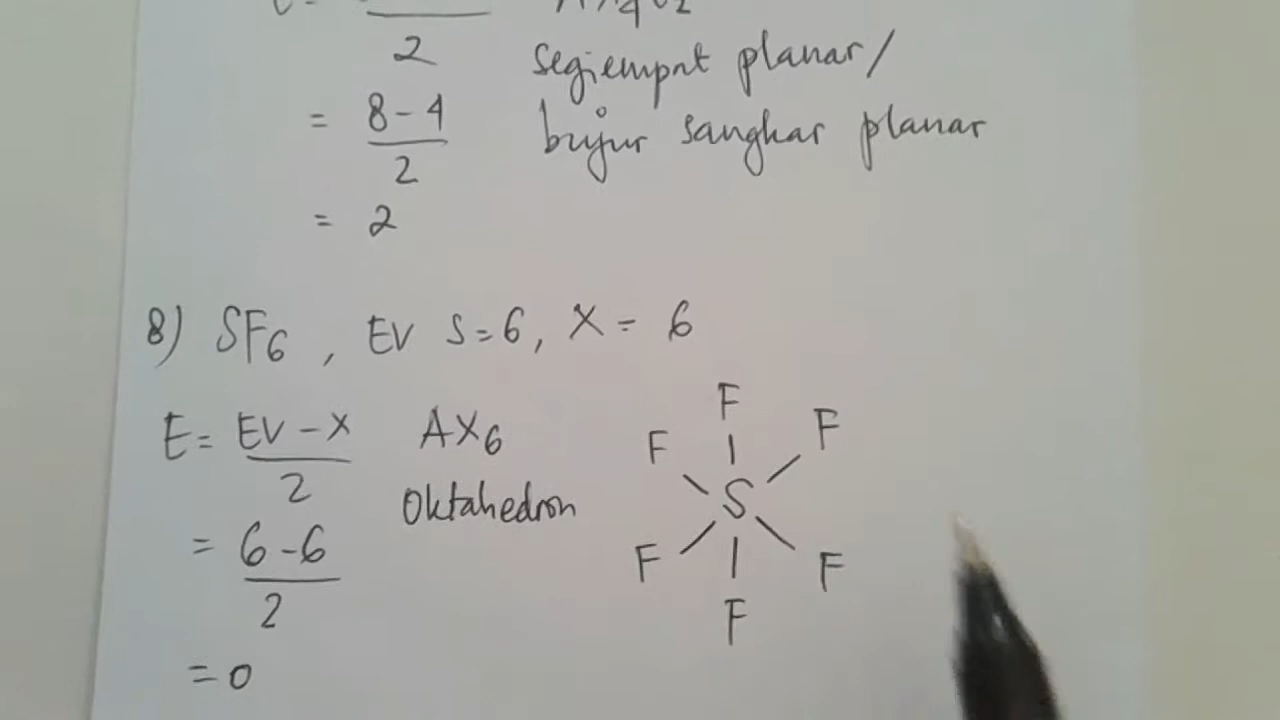 2
segiempat planar/
= 8 - 4
2
bujur sangkar planar
= 2
8) SF6 , EV S = 6, X = 6
E = EV - X
2
AX6
Oktahedron
= 6 - 6
2
= 0
F
F F
S
F F
F